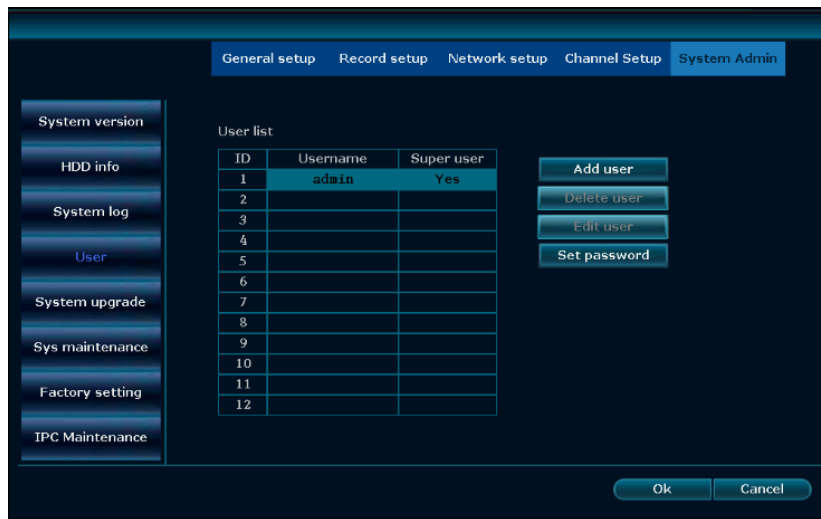 General setup Record setup Network setup Channel Setup System Admin
System version
HDD info
System log
User
System upgrade
Sys maintenance
Factory setting
IPC Maintenance
User list
ID Username Super user
1 admin Yes
2
3
4
5
6
7
8
9
10
11
12
Add user
Delete user
Edit user
Set password
Ok Cancel